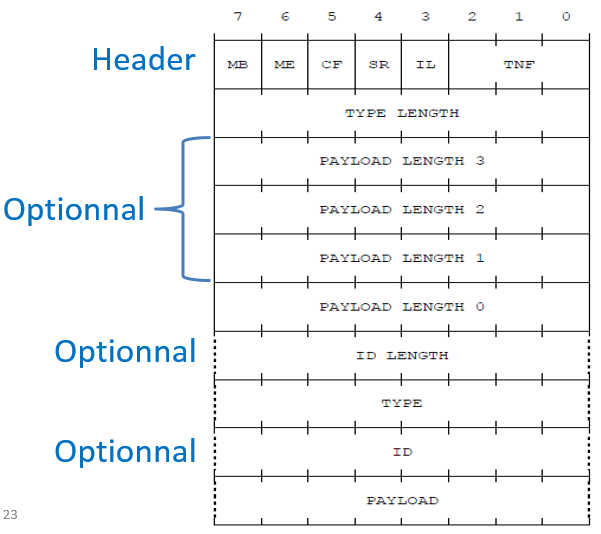 7 6 5 4 3 2 1 0
Header
MB ME CF SR IL TNF
TYPE LENGTH
PAYLOAD LENGTH 3
Optionnal
PAYLOAD LENGTH 2
PAYLOAD LENGTH 1
PAYLOAD LENGTH 0
Optionnal
ID LENGTH
TYPE
Optionnal
ID
PAYLOAD
23